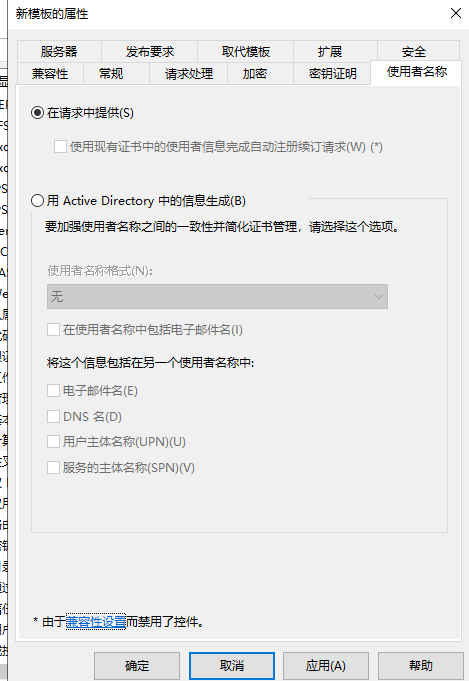 新模板的属性
服务器 发布要求 取代模板 扩展 安全
兼容性 常规 请求处理 加密 密钥证明 使用者名称
在请求中提供(S)
使用现有证书中的使用者信息完成自动注册续订请求(W) (*)
用 Active Directory 中的信息生成(B)
要加强使用者名称之间的一致性并简化证书管理，请选择这个选项。
使用者名称格式(N):
无
在使用者名称中包括电子邮件名(I)
将这个信息包括在另一个使用者名称中:
电子邮件名(E)
DNS 名(D)
用户主体名称(UPN)(U)
服务的主体名称(SPN)(V)
* 由于兼容性设置而禁用了控件。
确定 取消 应用(A) 帮助